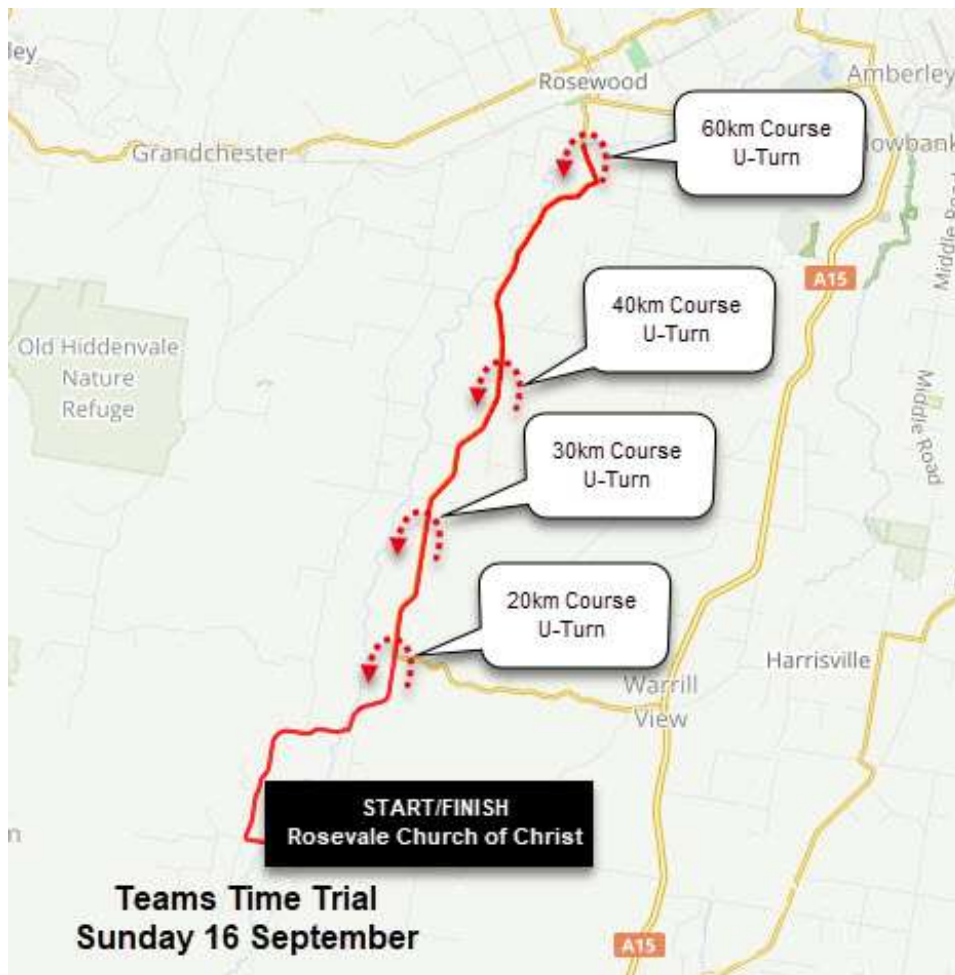 ley
Rosewood
Amberley
60km Course
U-Turn
Grandchester
Middle Road
A15
40km Course
U-Turn
Old Hiddenvale
Nature
Refuge
Middle Road
30km Course
U-Turn
20km Course
U-Turn
Harrisville
Warrill
View
START/FINISH
Rosevale Church of Christ
Teams Time Trial
Sunday 16 September
A15